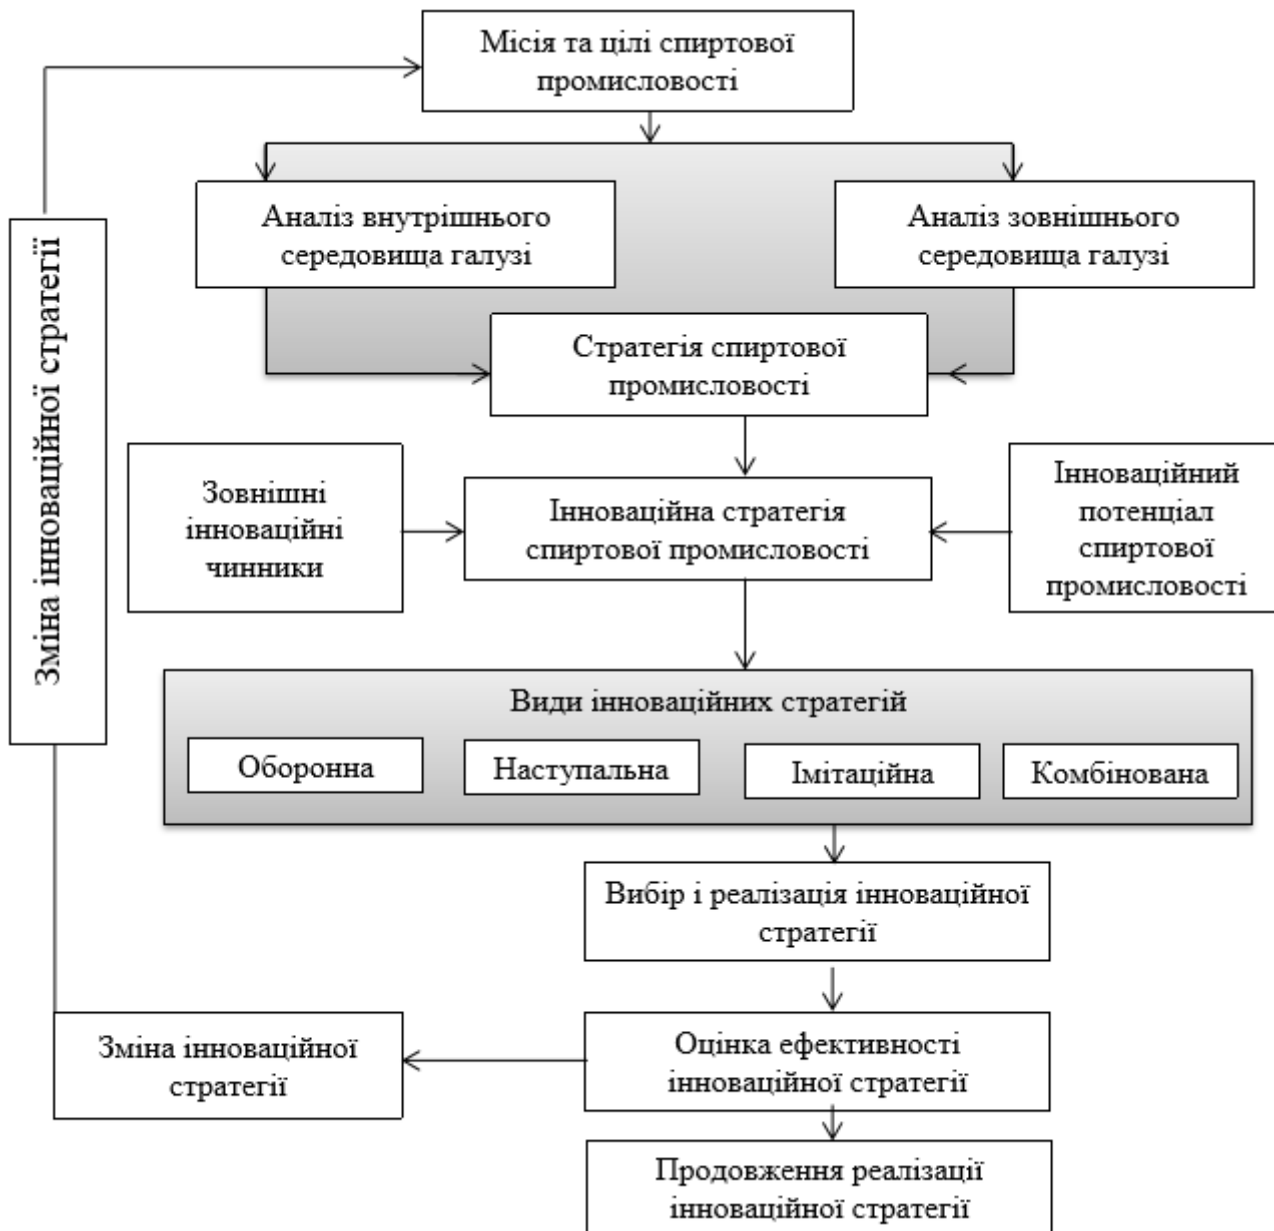 Місія та цілі спиртової
промисловості
Аналіз внутрішнього
середовища галузі
Аналіз зовнішнього
середовища галузі
Зміна інноваційної стратегії
Стратегія спиртової
промисловості
Зовнішні
інноваційні
чинники
Інноваційна стратегія
спиртової промисловості
Інноваційний
потенціал
спиртової
промисловості
Види інноваційних стратегій
Оборонна
Наступальна
Імітаційна
Комбінована
Вибір і реалізація інноваційної
стратегії
Зміна інноваційної
стратегії
Оцінка ефективності
інноваційної стратегії
Продовження реалізації
інноваційної стратегії